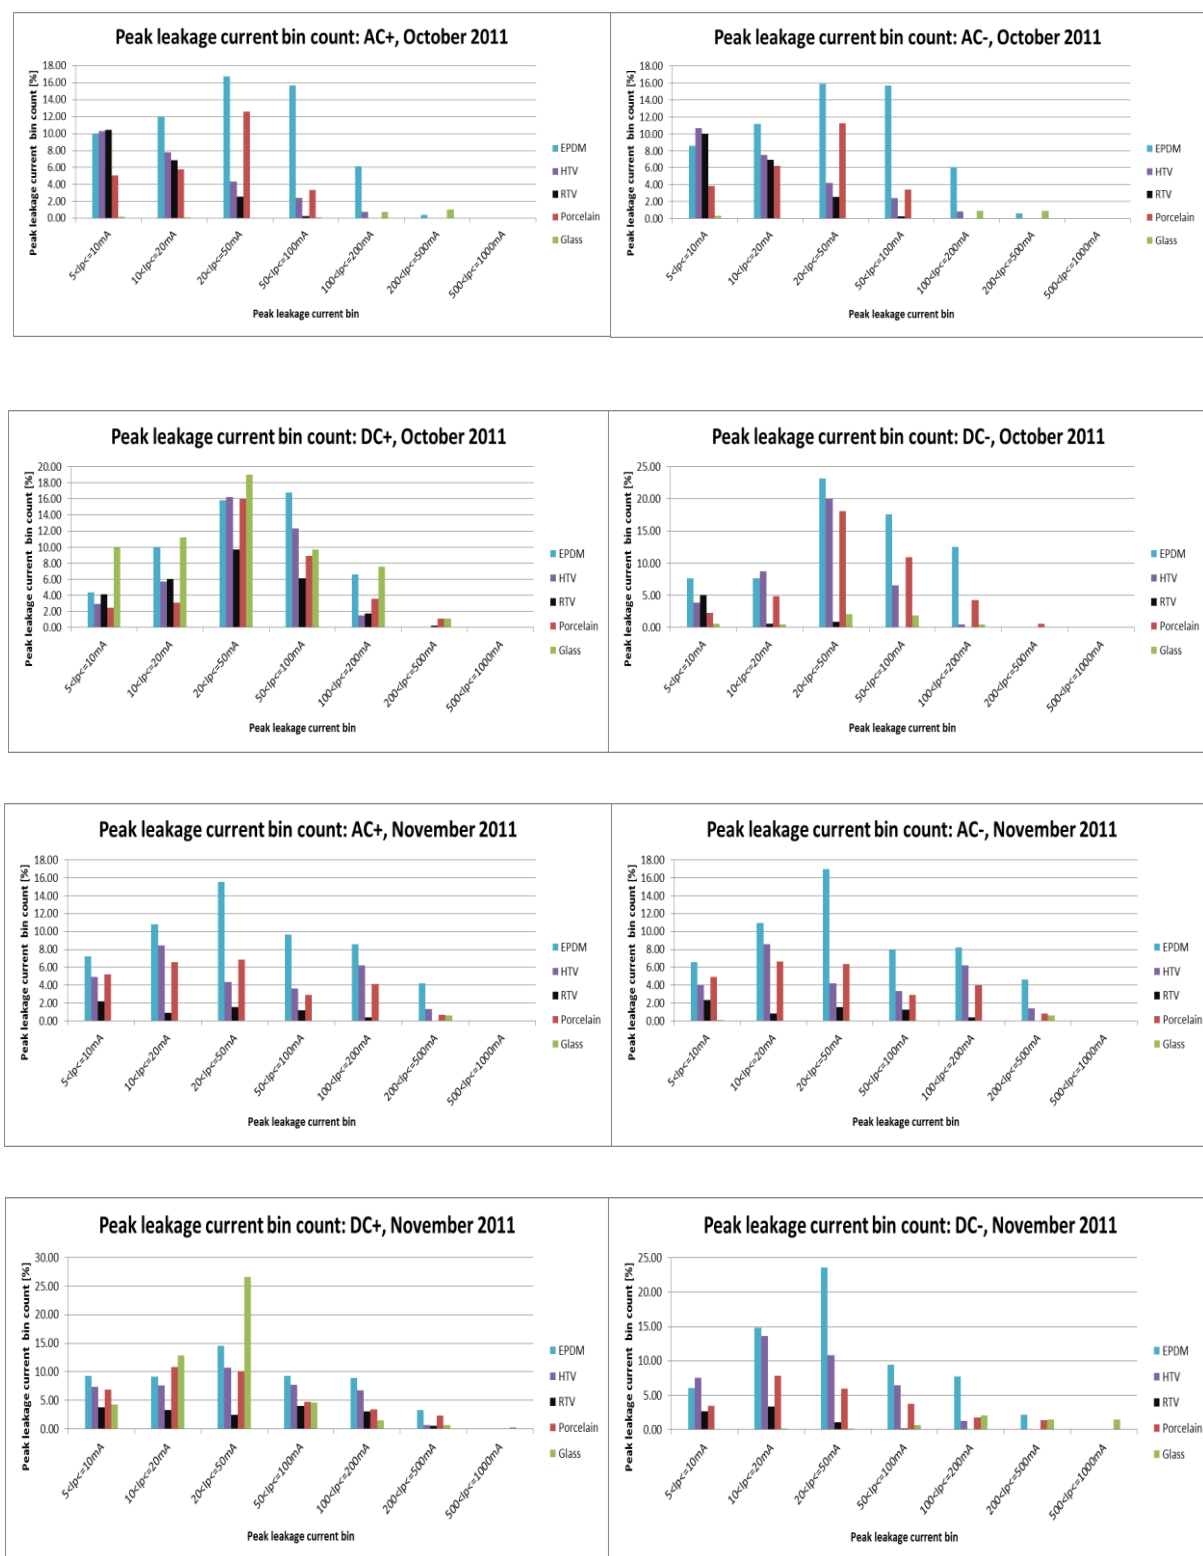 Peak leakage current bin count: AC+, October 2011
Peak leakage current bin count [%]
18.00
16.00
14.00
12.00
10.00
8.00
6.00
4.00
2.00
0.00
5<Ip<=10mA
10<Ip<=20mA
20<Ip<=50mA
50<Ip<=100mA
100<Ip<=200mA
200<Ip<=500mA
500<Ip<=1000mA
Peak leakage current bin
EPDM
HTV
RTV
Porcelain
Glass
Peak leakage current bin count: AC-, October 2011
Peak leakage current bin count [%]
18.00
16.00
14.00
12.00
10.00
8.00
6.00
4.00
2.00
0.00
5<Ip<=10mA
10<Ip<=20mA
20<Ip<=50mA
50<Ip<=100mA
100<Ip<=200mA
200<Ip<=500mA
500<Ip<=1000mA
Peak leakage current bin
EPDM
HTV
RTV
Porcelain
Glass
Peak leakage current bin count: DC+, October 2011
Peak leakage current bin count [%]
20.00
18.00
16.00
14.00
12.00
10.00
8.00
6.00
4.00
2.00
0.00
5<Ip<=10mA
10<Ip<=20mA
20<Ip<=50mA
50<Ip<=100mA
100<Ip<=200mA
200<Ip<=500mA
500<Ip<=1000mA
Peak leakage current bin
EPDM
HTV
RTV
Porcelain
Glass
Peak leakage current bin count: DC-, October 2011
Peak leakage current bin count [%]
25.00
20.00
15.00
10.00
5.00
0.00
5<Ip<=10mA
10<Ip<=20mA
20<Ip<=50mA
50<Ip<=100mA
100<Ip<=200mA
200<Ip<=500mA
500<Ip<=1000mA
Peak leakage current bin
EPDM
HTV
RTV
Porcelain
Glass
Peak leakage current bin count: AC+, November 2011
Peak leakage current bin count [%]
18.00
16.00
14.00
12.00
10.00
8.00
6.00
4.00
2.00
0.00
5<Ip<=10mA
10<Ip<=20mA
20<Ip<=50mA
50<Ip<=100mA
100<Ip<=200mA
200<Ip<=500mA
500<Ip<=1000mA
Peak leakage current bin
EPDM
HTV
RTV
Porcelain
Glass
Peak leakage current bin count: AC-, November 2011
Peak leakage current bin count [%]
18.00
16.00
14.00
12.00
10.00
8.00
6.00
4.00
2.00
0.00
5<Ip<=10mA
10<Ip<=20mA
20<Ip<=50mA
50<Ip<=100mA
100<Ip<=200mA
200<Ip<=500mA
500<Ip<=1000mA
Peak leakage current bin
EPDM
HTV
RTV
Porcelain
Glass
Peak leakage current bin count: DC+, November 2011
Peak leakage current bin count [%]
30.00
25.00
20.00
15.00
10.00
5.00
0.00
5<Ip<=10mA
10<Ip<=20mA
20<Ip<=50mA
50<Ip<=100mA
100<Ip<=200mA
200<Ip<=500mA
500<Ip<=1000mA
Peak leakage current bin
EPDM
HTV
RTV
Porcelain
Glass
Peak leakage current bin count: DC-, November 2011
Peak leakage current bin count [%]
25.00
20.00
15.00
10.00
5.00
0.00
5<Ip<=10mA
10<Ip<=20mA
20<Ip<=50mA
50<Ip<=100mA
100<Ip<=200mA
200<Ip<=500mA
500<Ip<=1000mA
Peak leakage current bin
EPDM
HTV
RTV
Porcelain
Glass